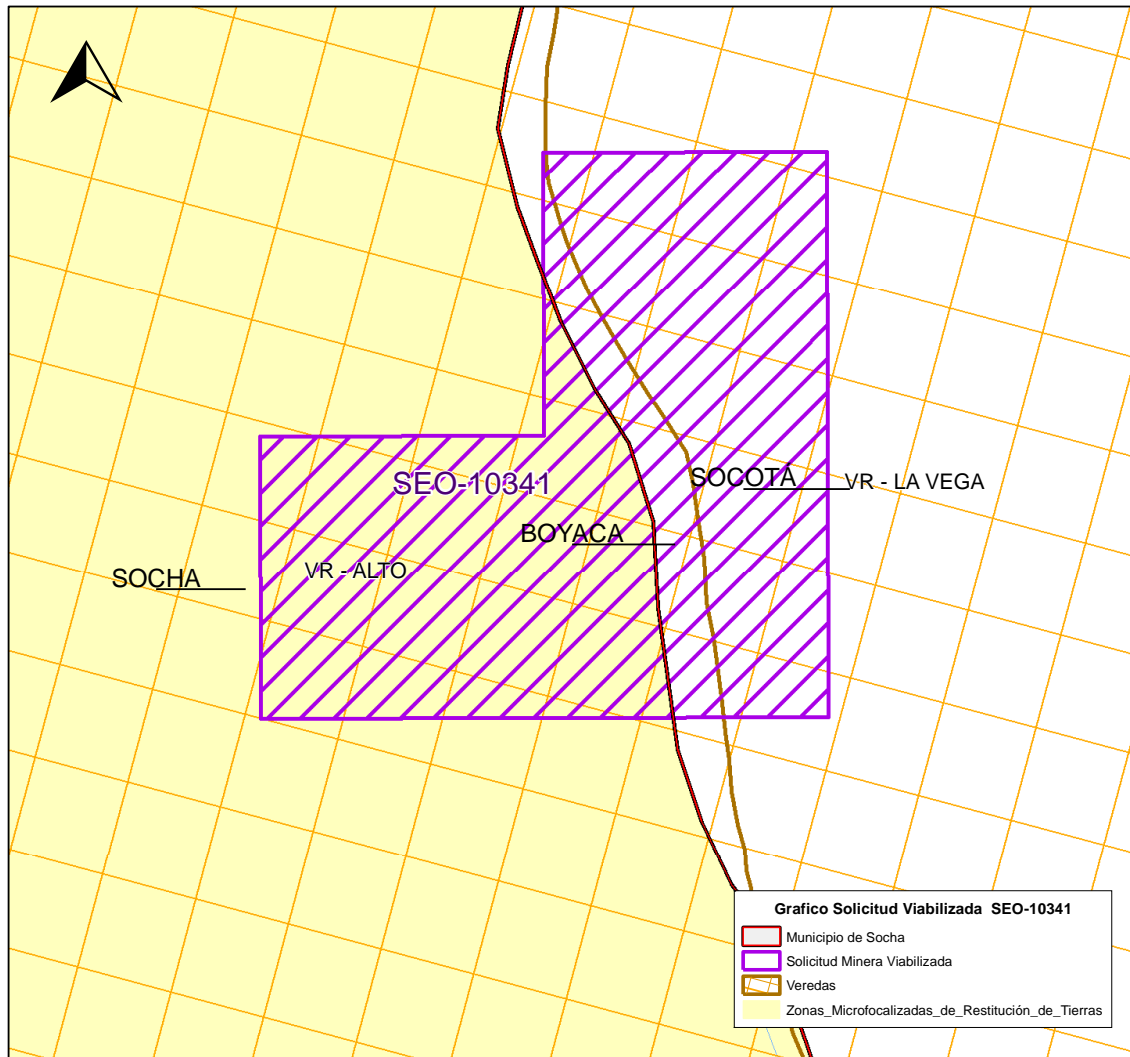 SEO-10341
SOCOTA
VR - LA VEGA
BOYACA
VR - ALTO
SOCHA
Grafico Solicitud Viabilizada SEO-10341
Municipio de Socha
Solicitud Minera Viabilizada
Veredas
Zonas_Microfocalizadas_de_Restitución_de_Tierras